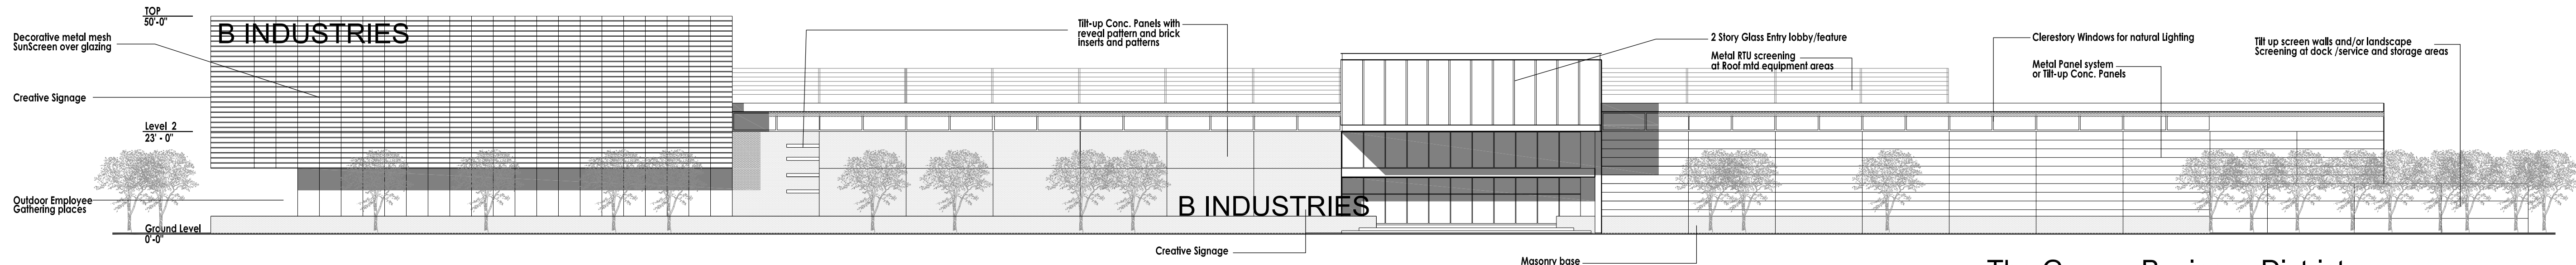 TOP
50'-0"
B INDUSTRIES
Decorative metal mesh
SunScreen over glazing
Creative Signage
Level 2
23' - 0"
Outdoor Employee
Gathering places
Ground Level
0'-0"
Tilt-up Conc. Panels with
reveal pattern and brick
inserts and patterns
B INDUSTRIES
Creative Signage
2 Story Glass Entry lobby/feature
Metal RTU screening
at Roof mtd equipment areas
Masonry base
Clerestory Windows for natural Lighting
Metal Panel system
or Tilt-up Conc. Panels
Tilt up screen walls and/or landscape
Screening at dock /service and storage areas